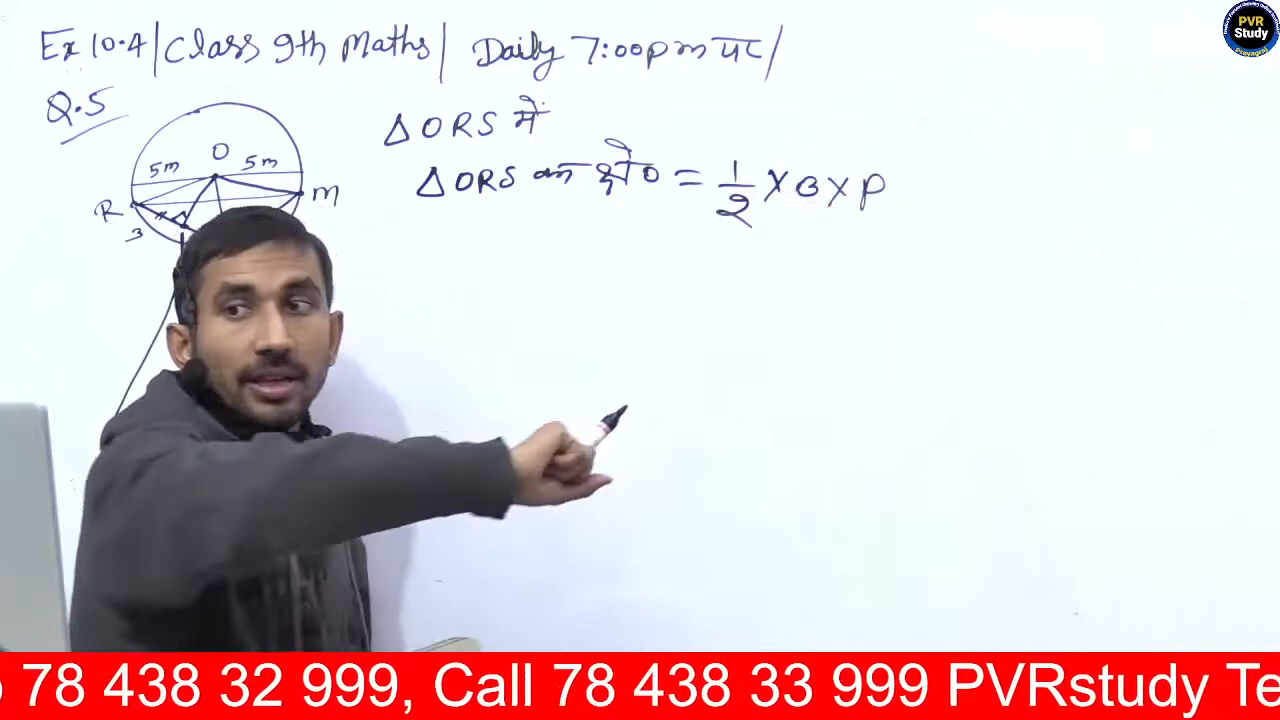 Ex 10.4 | Class 9th Maths | Daily 7:00pm पर |
PVR
Study
Prayagraj
Q.5
△ORS में
O
5m 5m
△ORS का क्षे० = 1/2 × B × P
R M
3
78 438 32 999, Call 78 438 33 999 PVRstudy Te